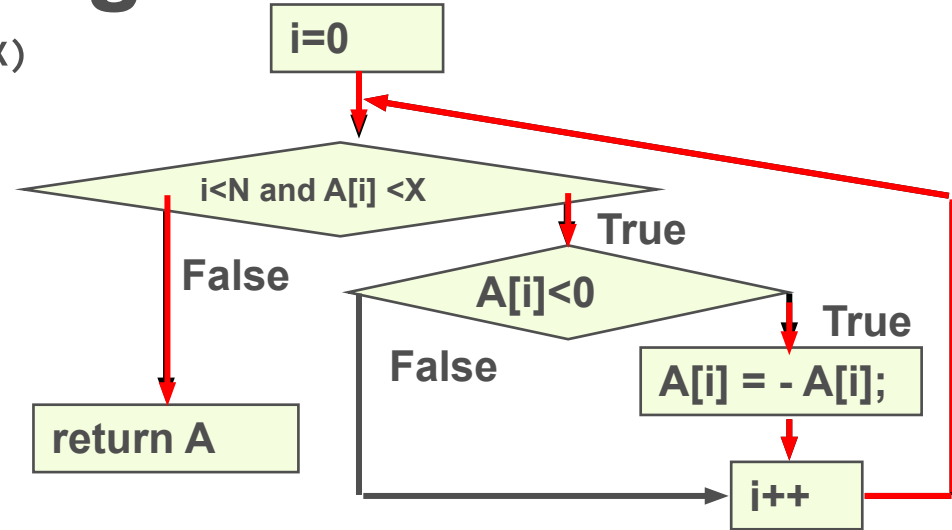 g
X)
i=0
i<N and A[i] <X
True
False
A[i]<0
True
False
A[i] = - A[i];
return A
i++